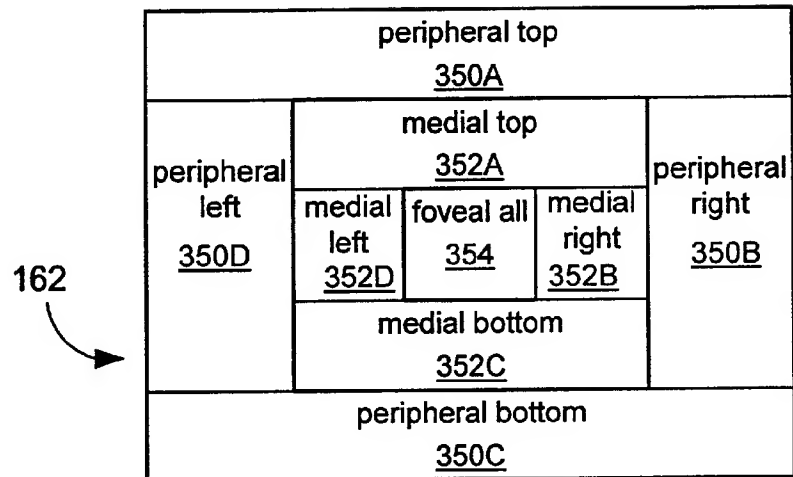 peripheral top
350A
medial top
352A
peripheral
left
350D
medial
left
352D
foveal all
354
medial
right
352B
peripheral
right
350B
162
medial bottom
352C
peripheral bottom
350C